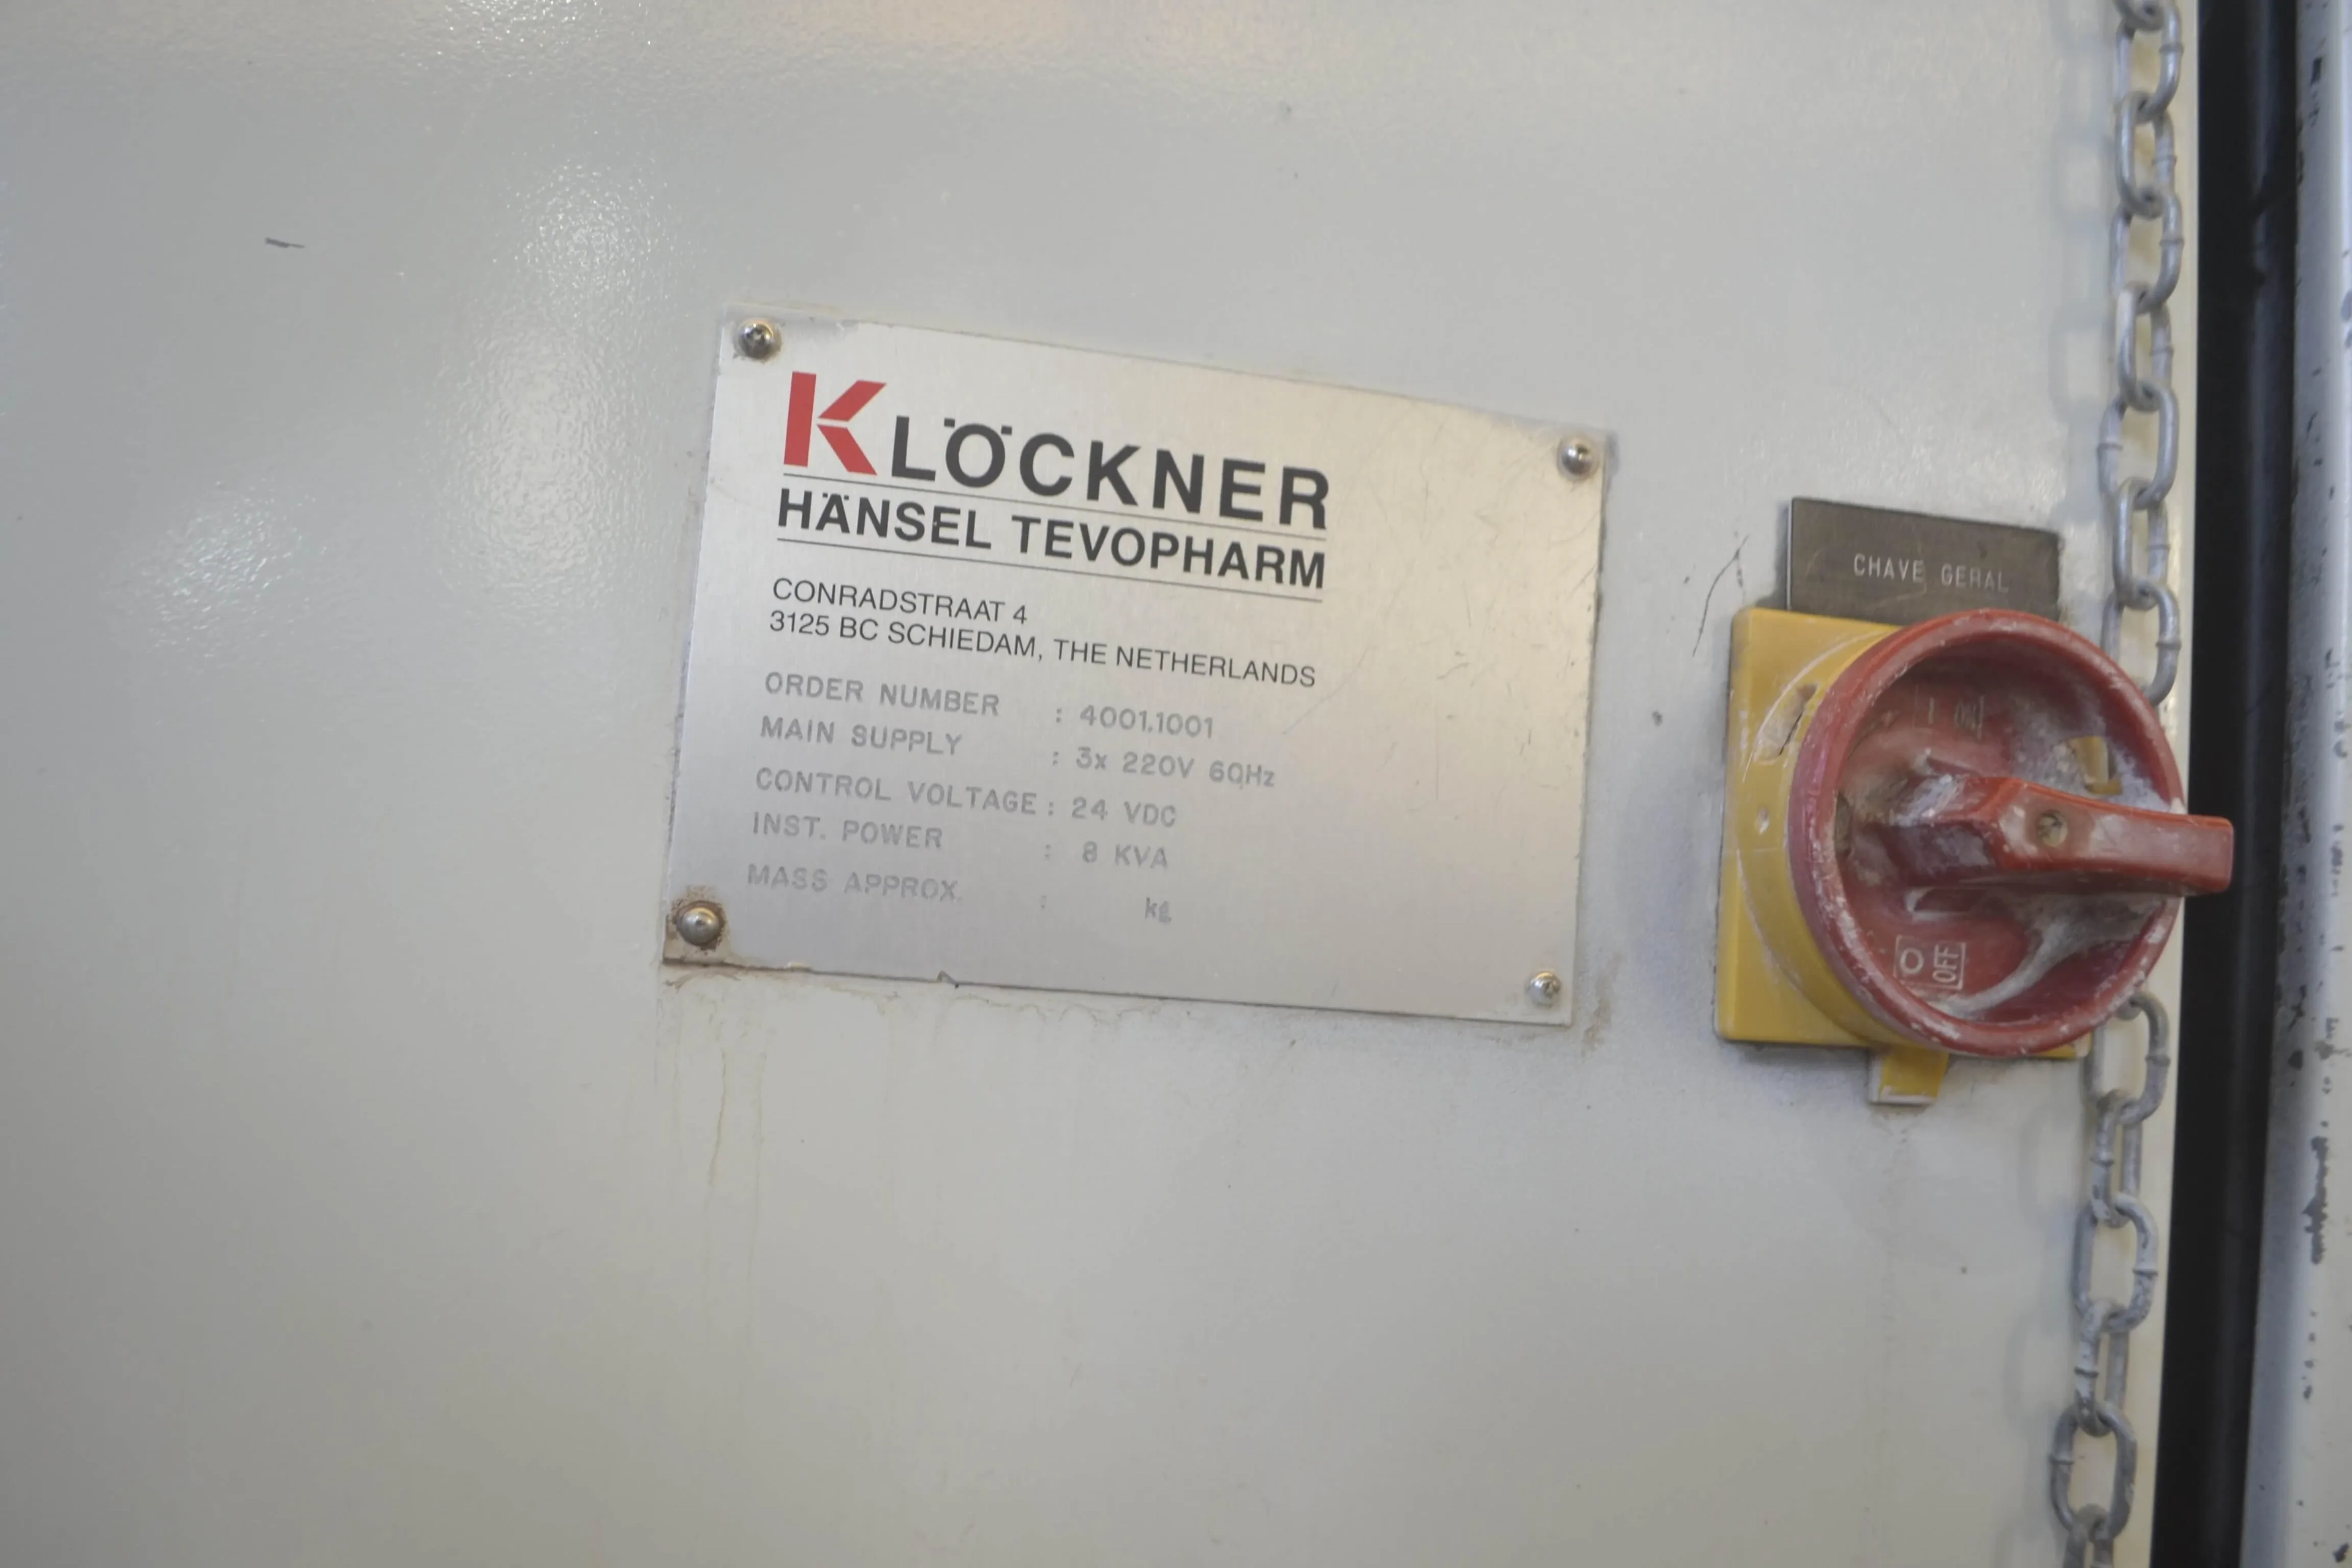 KLÖCKNER
HÄNSEL TEVOPHARM
CONRADSTRAAT 4
3125 BC SCHIEDAM, THE NETHERLANDS
ORDER NUMBER : 4001.1001
MAIN SUPPLY : 3x 220V 60Hz
CONTROL VOLTAGE : 24 VDC
INST. POWER : 8 KVA
MASS APPROX. : kg
CHAVE GERAL
I ON
O OFF